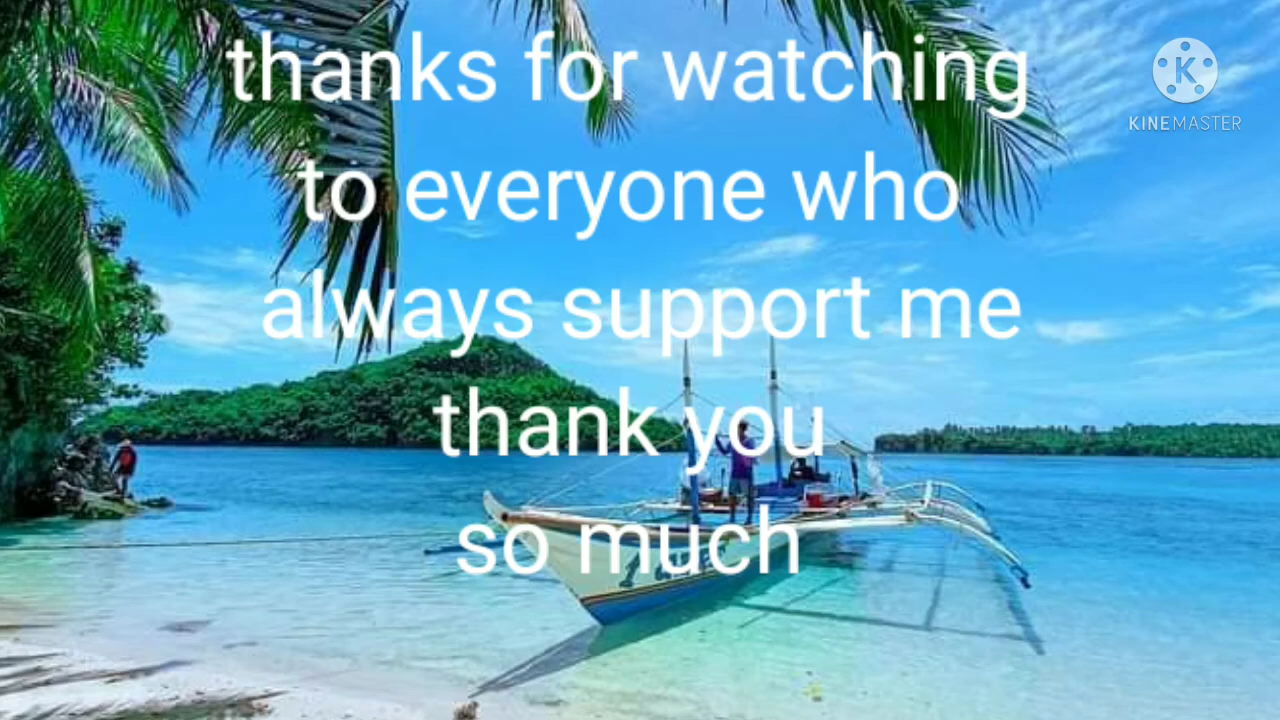 thanks for watching
KINEMASTER
to everyone who
always support me
thank you
so much